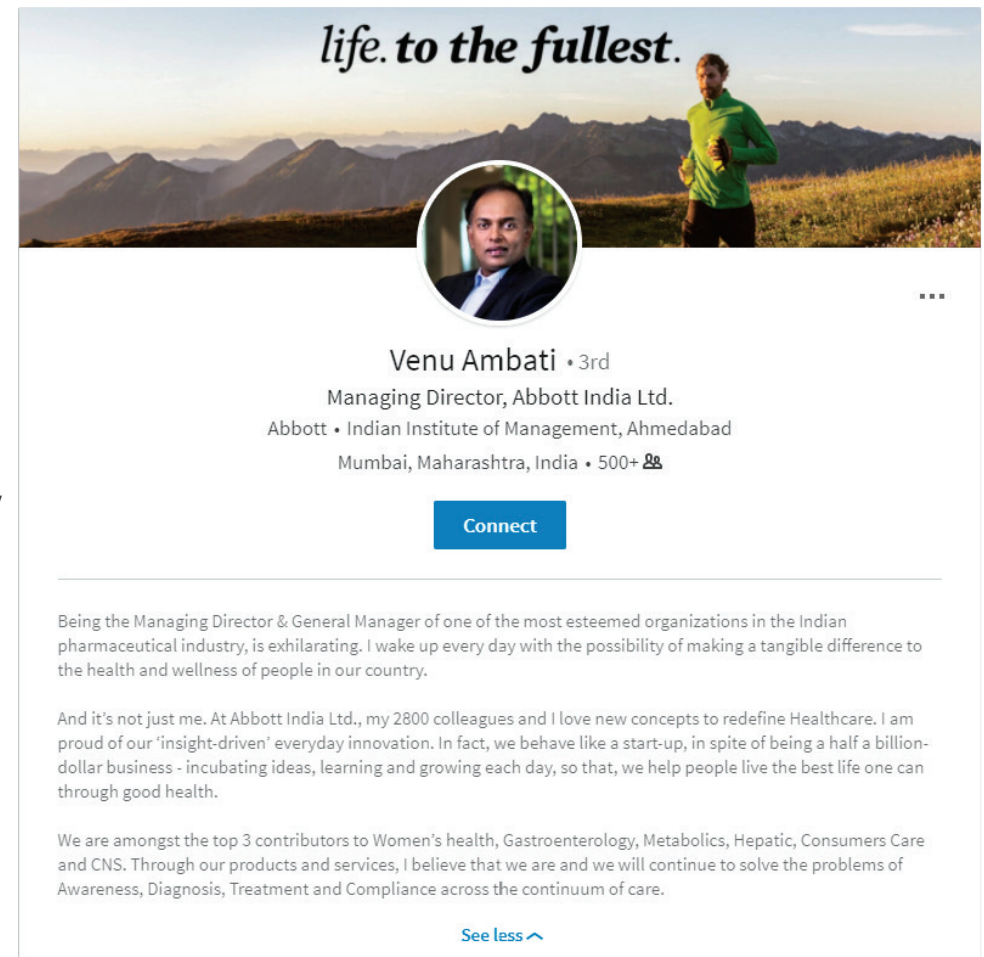 life. to the fullest.
Venu Ambati • 3rd
Managing Director, Abbott India Ltd.
Abbott • Indian Institute of Management, Ahmedabad
Mumbai, Maharashtra, India • 500+
Connect
Being the Managing Director & General Manager of one of the most esteemed organizations in the Indian
pharmaceutical industry, is exhilarating. I wake up every day with the possibility of making a tangible difference to
the health and wellness of people in our country.
And it's not just me. At Abbott India Ltd., my 2800 colleagues and I love new concepts to redefine Healthcare. I am
proud of our ‘insight-driven’ everyday innovation. In fact, we behave like a start-up, in spite of being a half a billion-
dollar business - incubating ideas, learning and growing each day, so that, we help people live the best life one can
through good health.
We are amongst the top 3 contributors to Women's health, Gastroenterology, Metabolics, Hepatic, Consumers Care
and CNS. Through our products and services, I believe that we are and we will continue to solve the problems of
Awareness, Diagnosis, Treatment and Compliance across the continuum of care.
See less